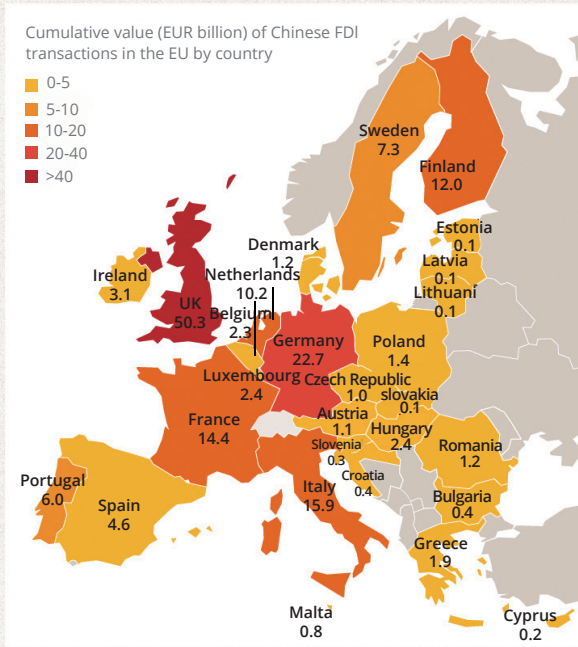 Cumulative value (EUR billion) of Chinese FDI
transactions in the EU by country
0-5
5-10
10-20
20-40
>40
Sweden
7.3
Finland
12.0
Estonia
0.1
Denmark
1.2
Latvia
0.1
Netherlands
10.2
Ireland
3.1
Lithuani
0.1
UK
50.3
Belgium
2.3
Germany
22.7
Poland
1.4
Luxembourg
2.4
Czech Republic
1.0
slovakia
0.1
Austria
1.1
France
14.4
Hungary
2.4
Slovenia
0.3
Romania
1.2
Croatia
0.4
Portugal
6.0
Spain
4.6
Italy
15.9
Bulgaria
0.4
Greece
1.9
Malta
0.8
Cyprus
0.2